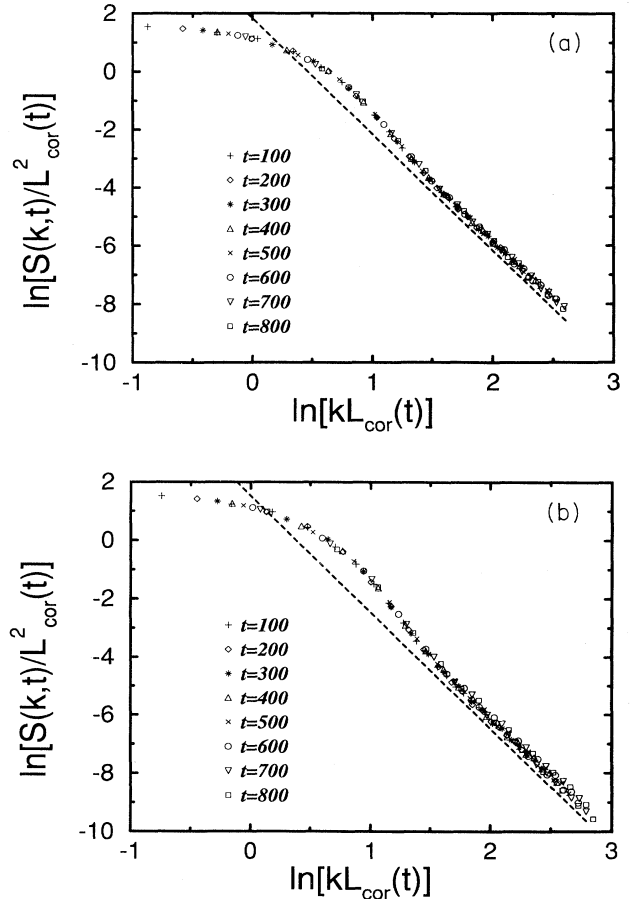 (a)
2
0
-2
-4
-6
-8
-10
ln[S(k,t)/L²cor(t)]
+ t=100
◇ t=200
✱ t=300
△ t=400
× t=500
○ t=600
▽ t=700
□ t=800
-1 0 1 2 3
ln[kLcor(t)]
(b)
2
0
-2
-4
-6
-8
-10
ln[S(k,t)/L²cor(t)]
+ t=100
◇ t=200
✱ t=300
△ t=400
× t=500
○ t=600
▽ t=700
□ t=800
-1 0 1 2 3
ln[kLcor(t)]